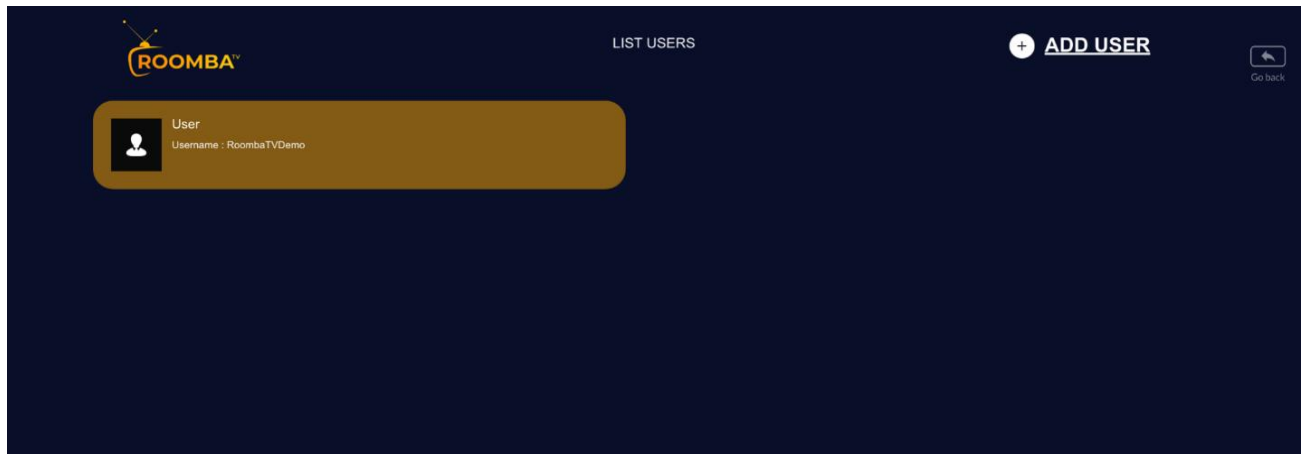 ROOMBA TV
LIST USERS
+ ADD USER
Go back
User
Username : RoombaTVDemo